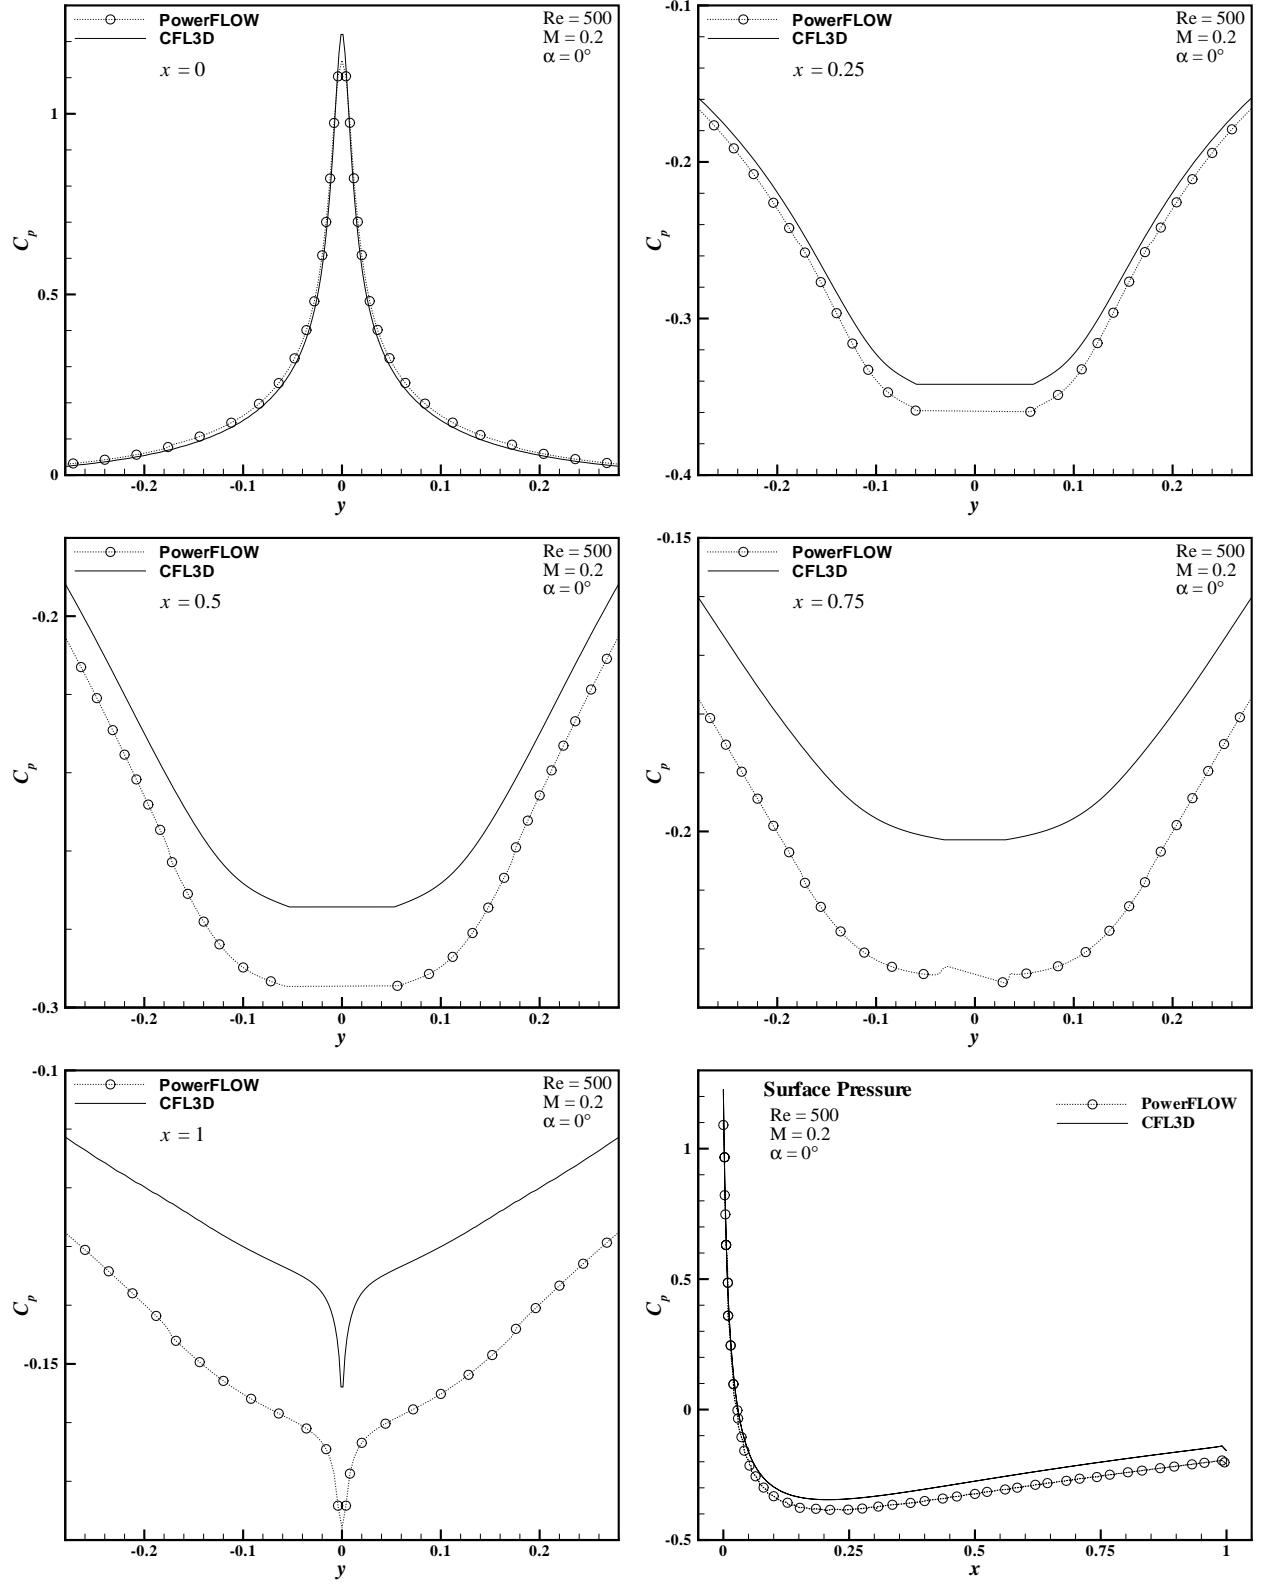 PowerFLOW
CFL3D
x = 0
Re = 500
M = 0.2
α = 0°
1
0.5
0
-0.2
-0.1
0
0.1
0.2
y
C_p
PowerFLOW
CFL3D
x = 0.25
Re = 500
M = 0.2
α = 0°
-0.1
-0.2
-0.3
-0.4
-0.2
-0.1
0
0.1
0.2
y
C_p
PowerFLOW
CFL3D
x = 0.5
Re = 500
M = 0.2
α = 0°
-0.2
-0.3
-0.2
-0.1
0
0.1
0.2
y
C_p
PowerFLOW
CFL3D
x = 0.75
Re = 500
M = 0.2
α = 0°
-0.15
-0.2
-0.2
-0.1
0
0.1
0.2
y
C_p
PowerFLOW
CFL3D
x = 1
Re = 500
M = 0.2
α = 0°
-0.1
-0.15
-0.2
-0.1
0
0.1
0.2
y
C_p
Surface Pressure
Re = 500
M = 0.2
α = 0°
PowerFLOW
CFL3D
1
0.5
0
-0.5
0
0.25
0.5
0.75
1
x
C_p